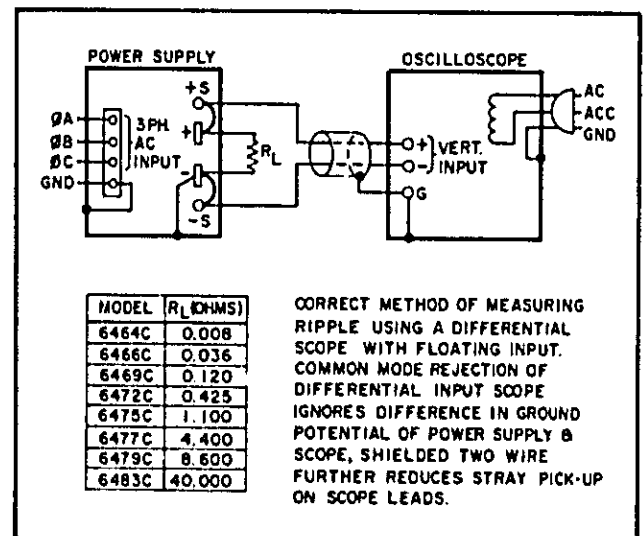 POWER SUPPLY
OSCILLOSCOPE
+S
ØA
ØB
ØC
GND
3PH.
AC
INPUT
+
-
-S
RL
+
-
VERT.
INPUT
G
AC
ACC
GND
MODEL RL(OHMS)
6464C 0.008
6466C 0.036
6469C 0.120
6472C 0.425
6475C 1.100
6477C 4.400
6479C 8.600
6483C 40.000
CORRECT METHOD OF MEASURING
RIPPLE USING A DIFFERENTIAL
SCOPE WITH FLOATING INPUT.
COMMON MODE REJECTION OF
DIFFERENTIAL INPUT SCOPE
IGNORES DIFFERENCE IN GROUND
POTENTIAL OF POWER SUPPLY &
SCOPE, SHIELDED TWO WIRE
FURTHER REDUCES STRAY PICK-UP
ON SCOPE LEADS.